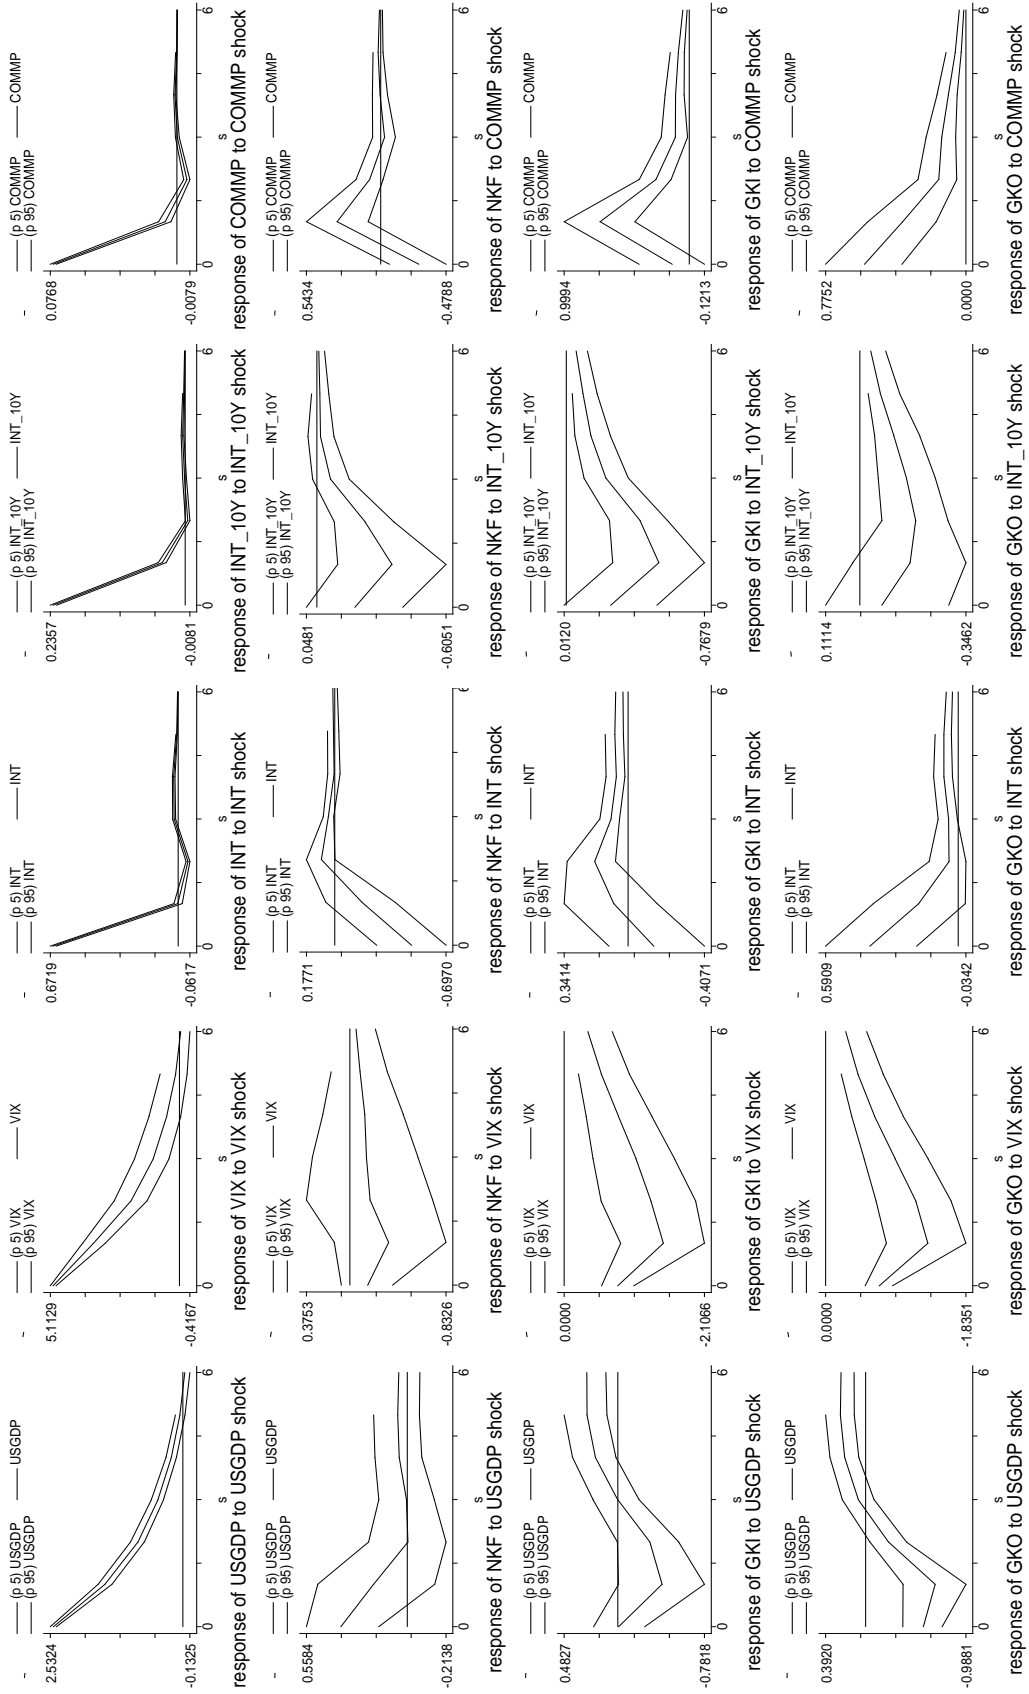 (p 5) USGDP USGDP
(p 95) USGDP
2.5324
-0.1325
0 s 6
response of USGDP to USGDP shock
(p 5) VIX VIX
(p 95) VIX
5.1129
-0.4167
0 s 6
response of VIX to VIX shock
(p 5) INT INT
(p 95) INT
0.6719
-0.0617
0 s 6
response of INT to INT shock
(p 5) INT_10Y INT_10Y
(p 95) INT_10Y
0.2357
-0.0081
0 s 6
response of INT_10Y to INT_10Y shock
(p 5) COMMP COMMP
(p 95) COMMP
0.0768
-0.0079
0 s 6
response of COMMP to COMMP shock
(p 5) USGDP USGDP
(p 95) USGDP
0.5584
-0.2138
0 s 6
response of NKF to USGDP shock
(p 5) VIX VIX
(p 95) VIX
0.3753
-0.8326
0 s 6
response of NKF to VIX shock
(p 5) INT INT
(p 95) INT
0.1771
-0.6970
0 s
response of NKF to INT shock
(p 5) INT_10Y INT_10Y
(p 95) INT_10Y
0.0481
-0.6051
0 s 6
response of NKF to INT_10Y shock
(p 5) COMMP COMMP
(p 95) COMMP
0.5434
-0.4788
0 s 6
response of NKF to COMMP shock
(p 5) USGDP USGDP
(p 95) USGDP
0.4827
-0.7818
0 s 6
response of GKI to USGDP shock
(p 5) VIX VIX
(p 95) VIX
0.0000
-2.1066
0 s 6
response of GKI to VIX shock
(p 5) INT INT
(p 95) INT
0.3414
-0.4071
0 s 6
response of GKI to INT shock
(p 5) INT_10Y INT_10Y
(p 95) INT_10Y
0.0120
-0.7679
0 s 6
response of GKI to INT_10Y shock
(p 5) COMMP COMMP
(p 95) COMMP
0.9994
-0.1213
0 s 6
response of GKI to COMMP shock
(p 5) USGDP USGDP
(p 95) USGDP
0.3920
-0.9881
0 s 6
response of GKO to USGDP shock
(p 5) VIX VIX
(p 95) VIX
0.0000
-1.8351
0 s 6
response of GKO to VIX shock
(p 5) INT INT
(p 95) INT
0.5909
-0.0342
0 s 6
response of GKO to INT shock
(p 5) INT_10Y INT_10Y
(p 95) INT_10Y
0.1114
-0.3462
0 s 6
response of GKO to INT_10Y shock
(p 5) COMMP COMMP
(p 95) COMMP
0.7752
0.0000
0 s 6
response of GKO to COMMP shock